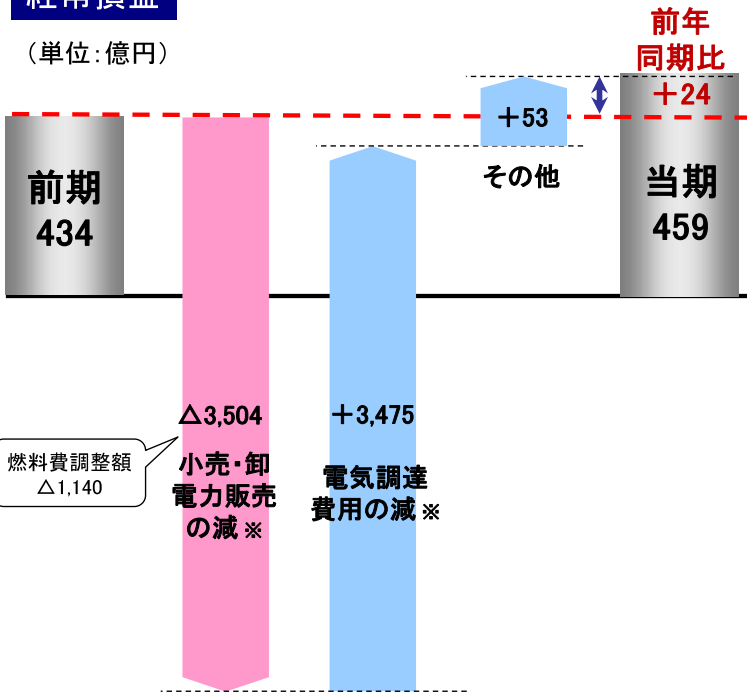 経常損益
（単位：億円）
前年
同期比
＋24
＋53
その他
前期
434
当期
459
△3,504
小売・卸
電力販売
の減※
燃料費調整額
△1,140
＋3,475
電気調達
費用の減※